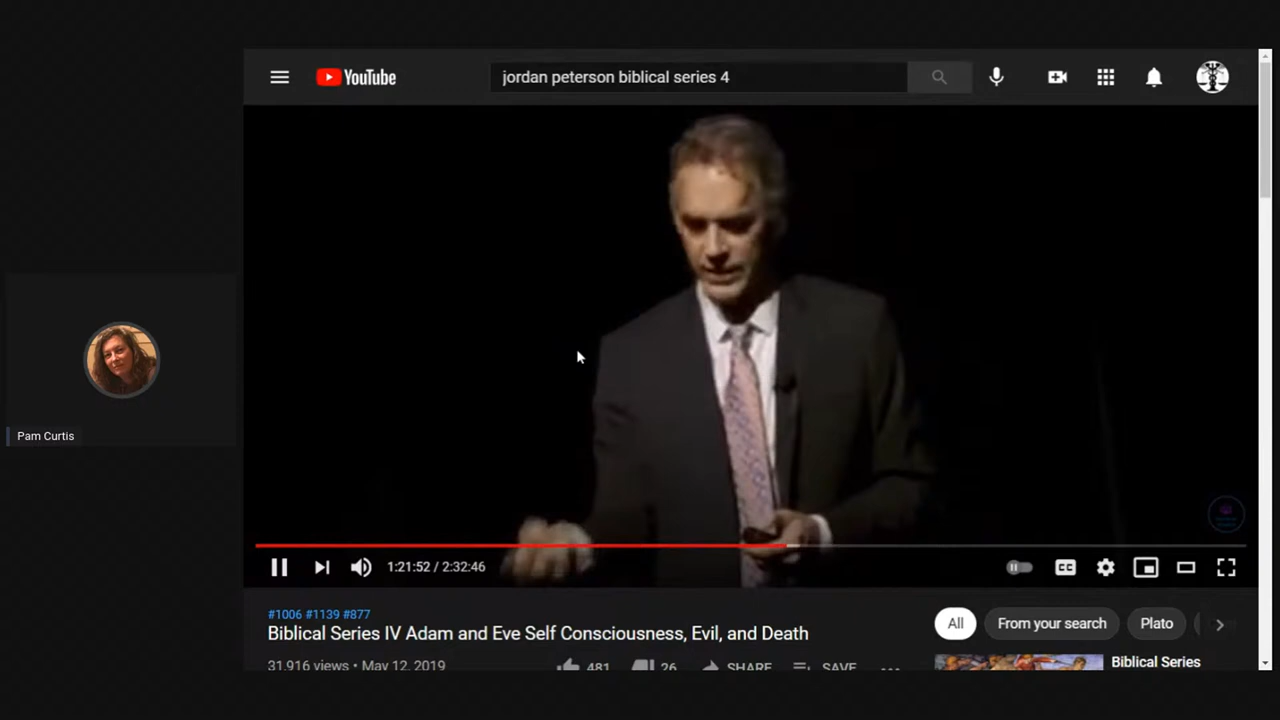 YouTube
jordan peterson biblical series 4
Pam Curtis
1:21:52 / 2:32:46
CC
#1006 #1139 #877
Biblical Series IV Adam and Eve Self Consciousness, Evil, and Death
All
From your search
Plato
31,916 views • May 12, 2019
481
26
SHARE
SAVE
Biblical Series